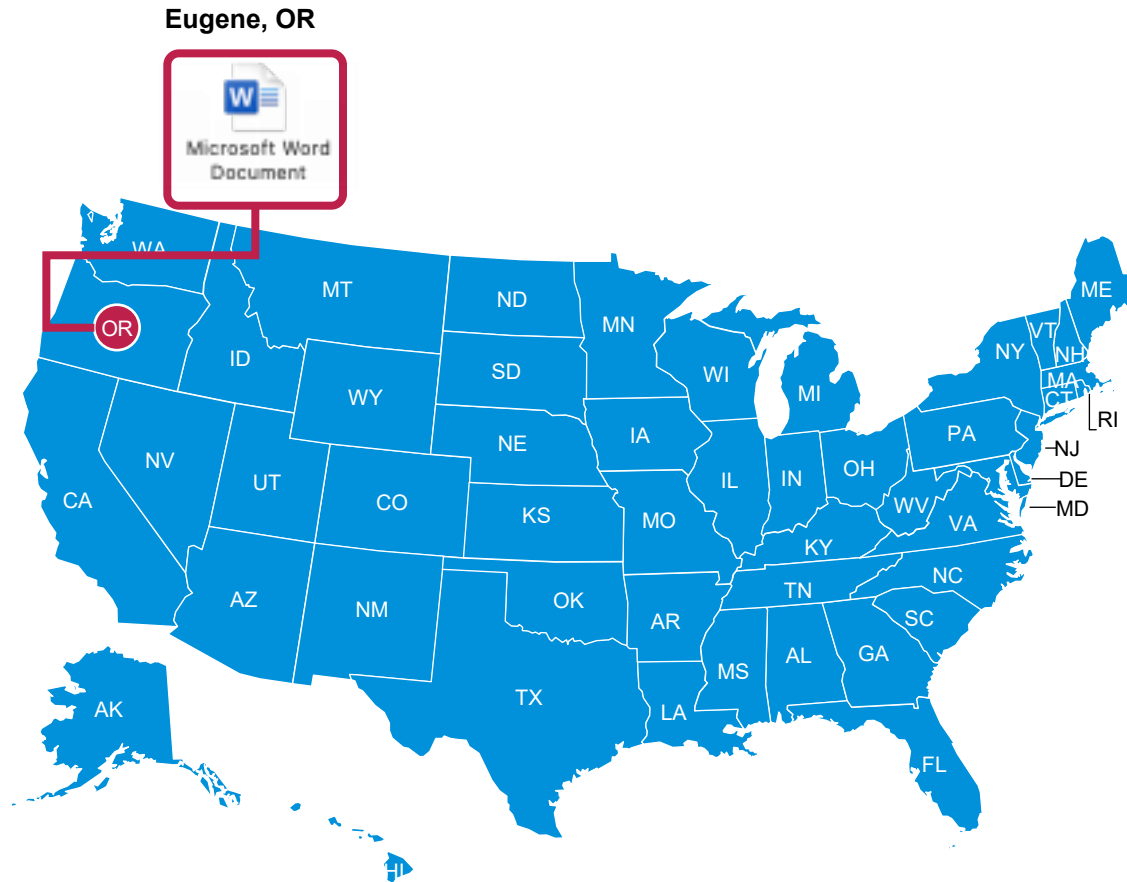 Eugene, OR
W
Microsoft Word
Document
WA
MT
ND
MN
ME
OR
ID
SD
WI
MI
NY
VT
NH
WY
MA
CT
RI
NE
IA
PA
NJ
NV
UT
CO
IL
IN
OH
DE
CA
KS
MO
WV
VA
MD
KY
AZ
NM
OK
AR
TN
NC
SC
TX
LA
MS
AL
GA
AK
FL
HI